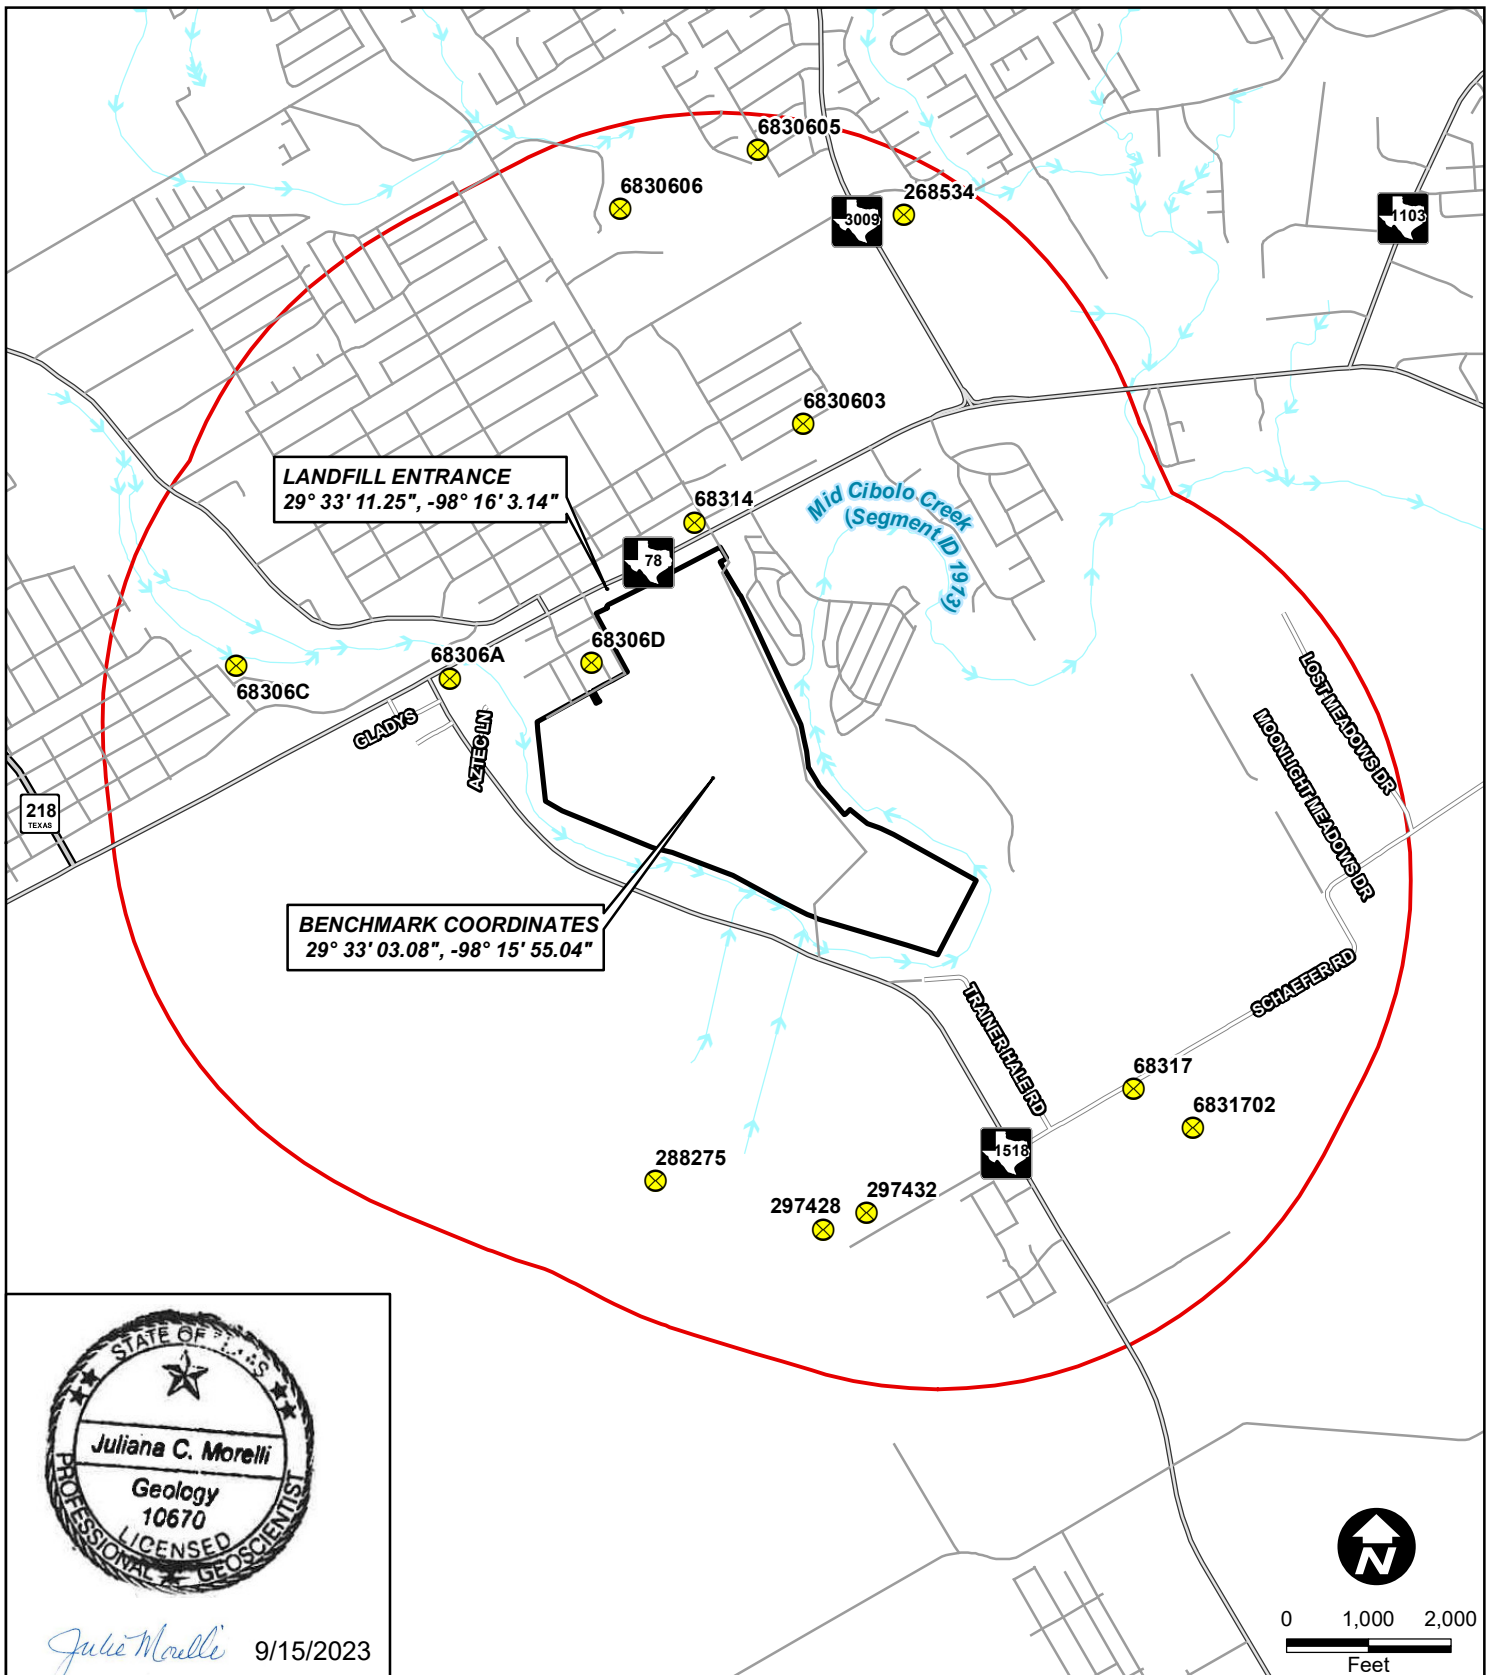 6830605
6830606
268534
3009
1103
6830603
LANDFILL ENTRANCE
29° 33' 11.25", -98° 16' 3.14"
68314
Mid Cibolo Creek
(Segment ID 1973)
78
68306D
68306A
68306C
GLADYS
AZTEC LN
LOST MEADOWS DR
MOONLIGHT MEADOWS DR
218
TEXAS
BENCHMARK COORDINATES
29° 33' 03.08", -98° 15' 55.04"
SCHAEFER RD
TRAINER HALE RD
68317
6831702
1518
288275
297432
297428
STATE OF
Juliana C. Morelli
Geology
10670
LICENSED
PROFESSIONAL GEOSCIENTIST
Julie Morelli 9/15/2023
N
0 1,000 2,000
Feet